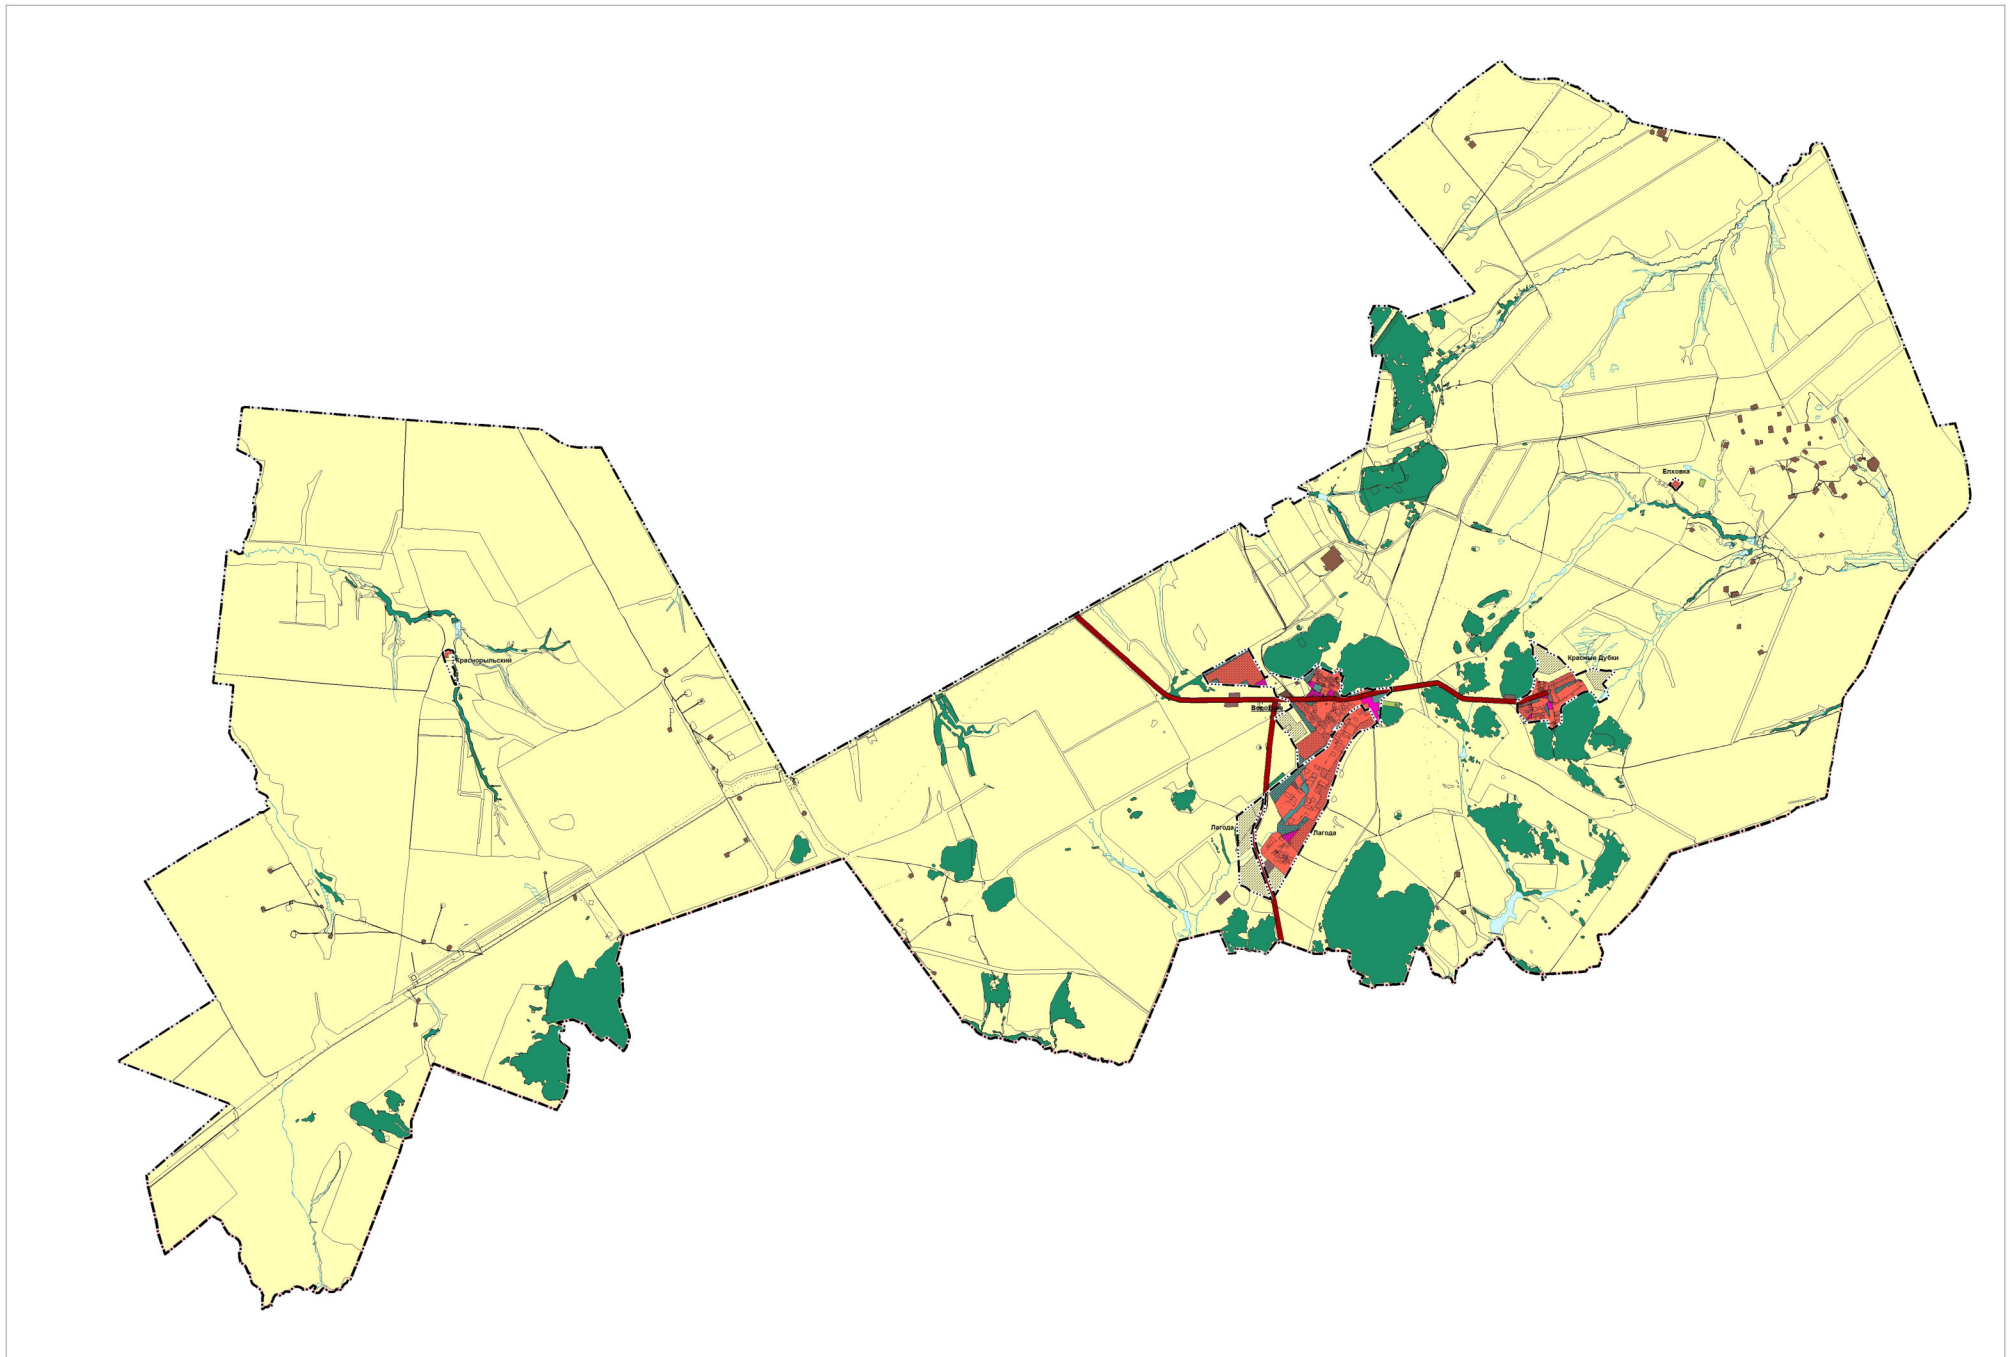 Елховка
Красные Дубки
Краснорыльский
Лагода
Лагода